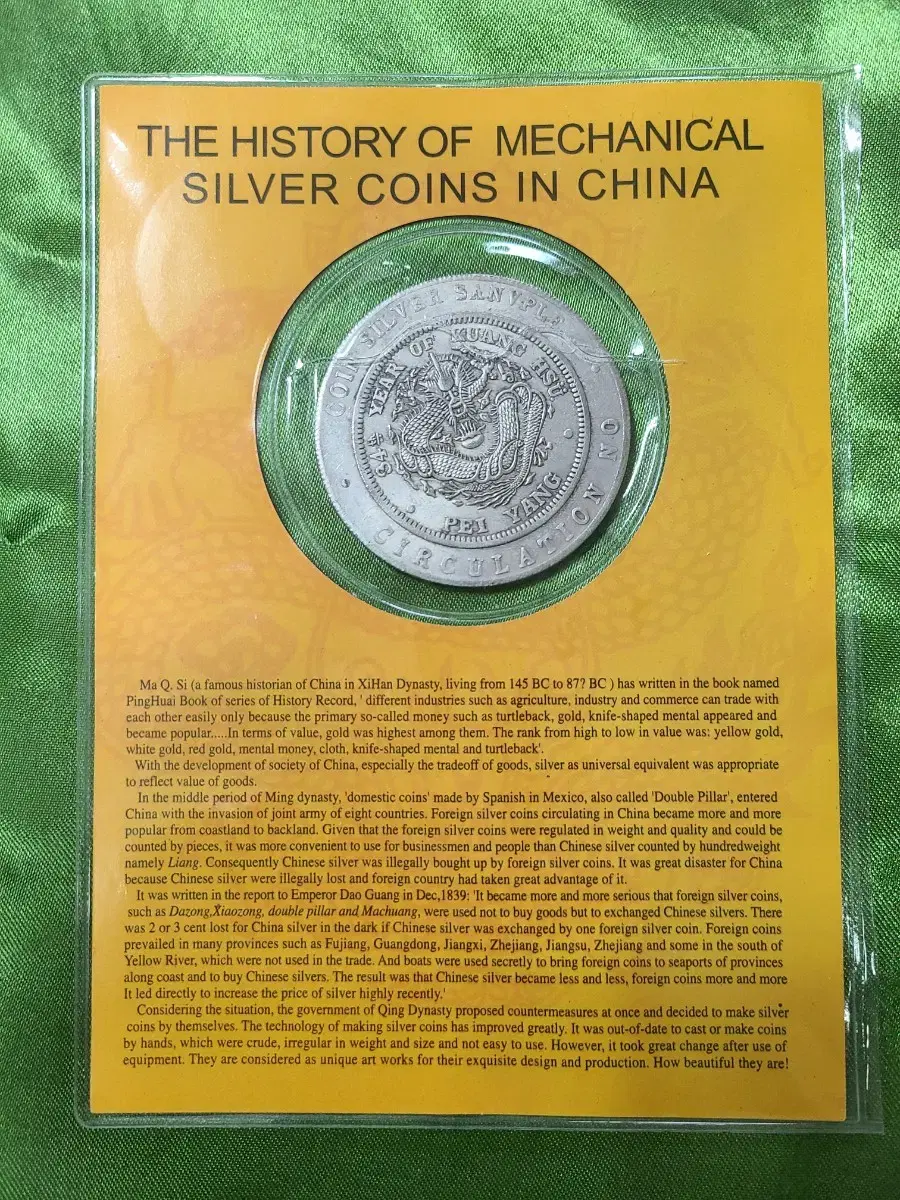 THE HISTORY OF MECHANICAL
SILVER COINS IN CHINA
COIN SILVER
34th YEAR OF KUANG HSU
PEI YANG
CIRCULATION
Ma Q. Si (a famous historian of China in XiHan Dynasty, living from 145 BC to 87? BC ) has written in the book named
PingHuai Book of series of History Record, ' different industries such as agriculture, industry and commerce can trade with
each other easily only because the primary so-called money such as turtleback, gold, knife-shaped mental appeared and
became popular.....In terms of value, gold was highest among them. The rank from high to low in value was: yellow gold,
white gold, red gold, mental money, cloth, knife-shaped mental and turtleback'.
With the development of society of China, especially the tradeoff of goods, silver as universal equivalent was appropriate
to reflect value of goods.
In the middle period of Ming dynasty, 'domestic coins' made by Spanish in Mexico, also called 'Double Pillar', entered
China with the invasion of joint army of eight countries. Foreign silver coins circulating in China became more and more
popular from coastland to backland. Given that the foreign silver coins were regulated in weight and quality and could be
counted by pieces, it was more convenient to use for businessmen and people than Chinese silver counted by hundredweight
namely Liang. Consequently Chinese silver was illegally bought up by foreign silver coins. It was great disaster for China
because Chinese silver were illegally lost and foreign country had taken great advantage of it.
It was written in the report to Emperor Dao Guang in Dec,1839: 'It became more and more serious that foreign silver coins,
such as Dazong,Xiaozong, double pillar and Machuang, were used not to buy goods but to exchanged Chinese silvers. There
was 2 or 3 cent lost for China silver in the dark if Chinese silver was exchanged by one foreign silver coin. Foreign coins
prevailed in many provinces such as Fujiang, Guangdong, Jiangxi, Zhejiang, Jiangsu, Zhejiang and some in the south of
Yellow River, which were not used in the trade. And boats were used secretly to bring foreign coins to seaports of provinces
along coast and to buy Chinese silvers. The result was that Chinese silver became less and less, foreign coins more and more
It led directly to increase the price of silver highly recently.'
Considering the situation, the government of Qing Dynasty proposed countermeasures at once and decided to make silver
coins by themselves. The technology of making silver coins has improved greatly. It was out-of-date to cast or make coins
by hands, which were crude, irregular in weight and size and not easy to use. However, it took great change after use of
equipment. They are considered as unique art works for their exquisite design and production. How beautiful they are!